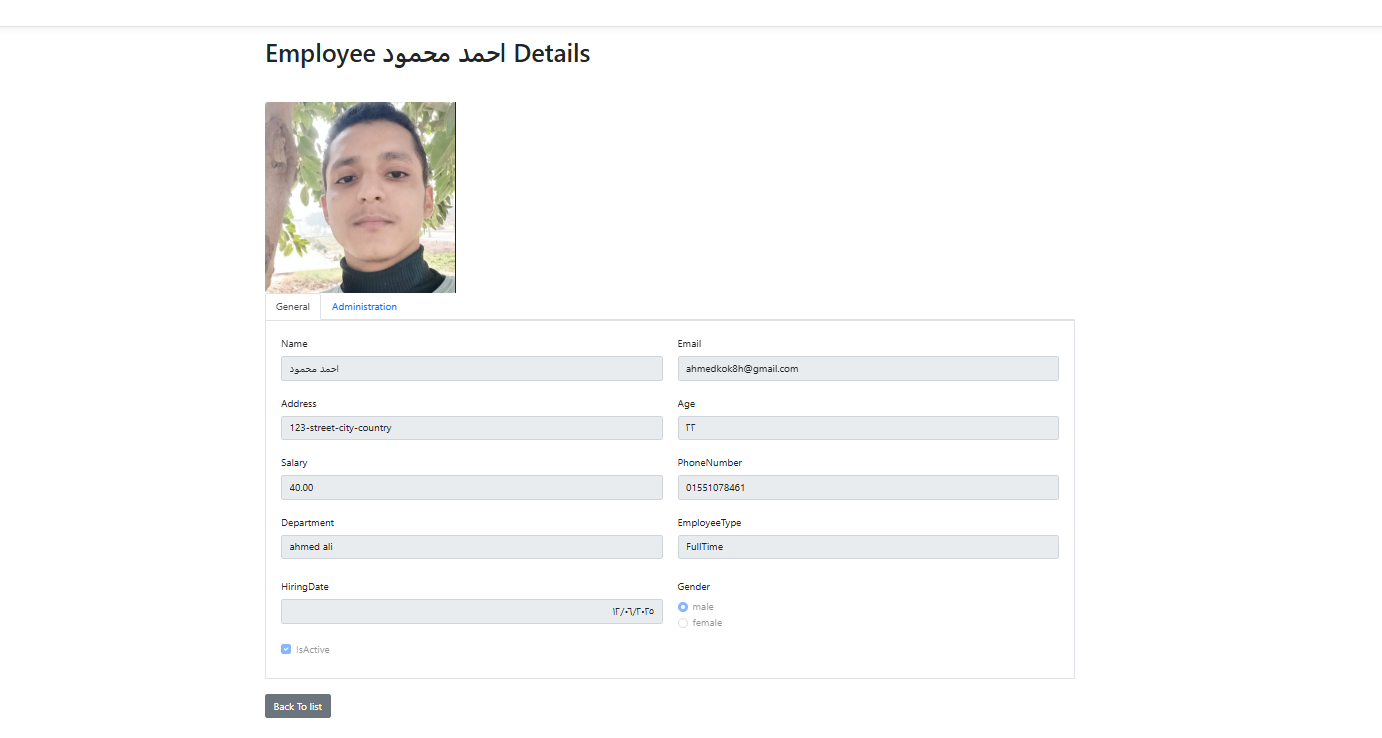 Employee احمد محمود Details
General Administration
Name Email
احمد محمود ahmedkok8h@gmail.com
Address Age
123-street-city-country ٢٢
Salary PhoneNumber
40.00 01551078461
Department EmployeeType
ahmed ali FullTime
HiringDate Gender
١٢/٠٦/٢٠٢٥ male
female
IsActive
Back To list